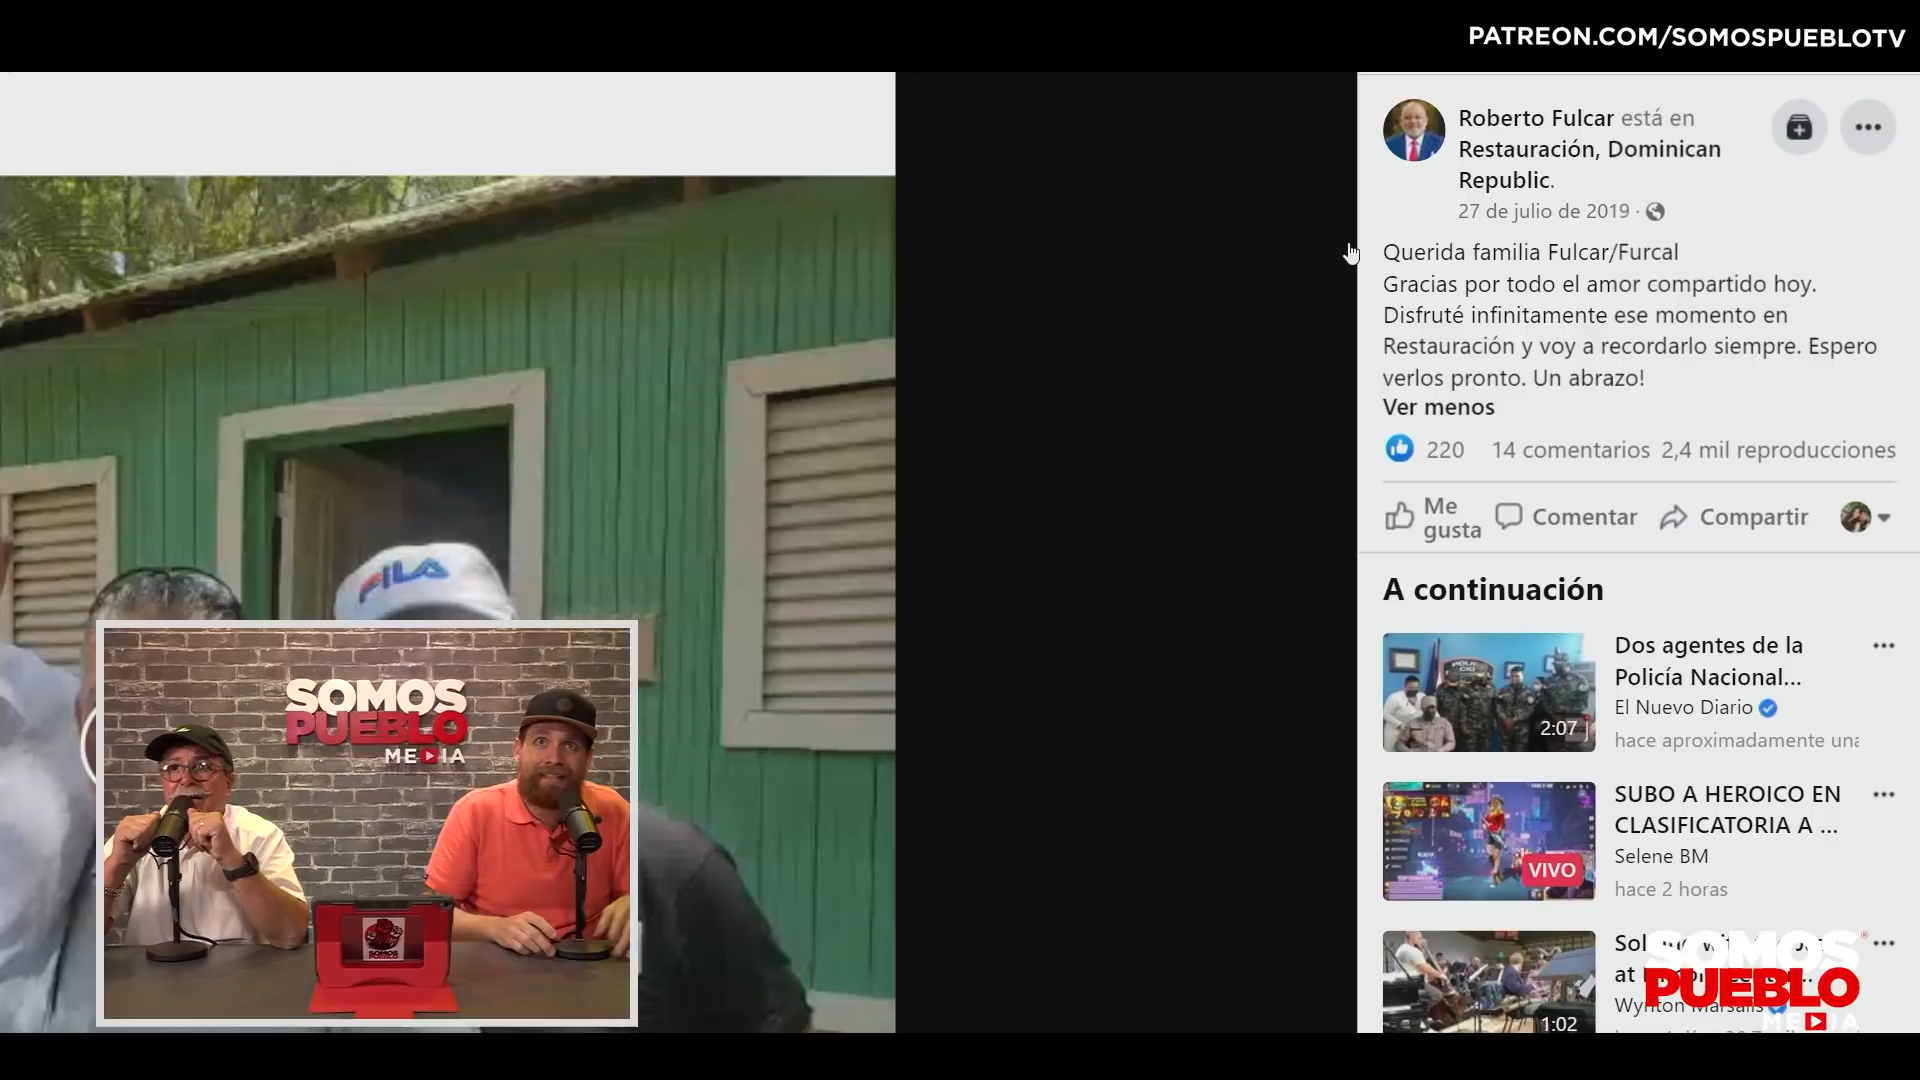 PATREON.COM/SOMOSPUEBLOTV
Roberto Fulcar está en
Restauración, Dominican
Republic.
27 de julio de 2019 ·
Querida familia Fulcar/Furcal
Gracias por todo el amor compartido hoy.
Disfruté infinitamente ese momento en
Restauración y voy a recordarlo siempre. Espero
verlos pronto. Un abrazo!
Ver menos
220 14 comentarios 2,4 mil reproducciones
Me gusta Comentar Compartir
A continuación
Dos agentes de la
Policía Nacional...
El Nuevo Diario
hace aproximadamente una
2:07
SUBO A HEROICO EN
CLASIFICATORIA A ...
Selene BM
hace 2 horas
VIVO
at
Wynton Marsalis
1:02
FILA
SOMOS
PUEBLO
MEDIA
SOMOS
PUEBLO
MEDIA